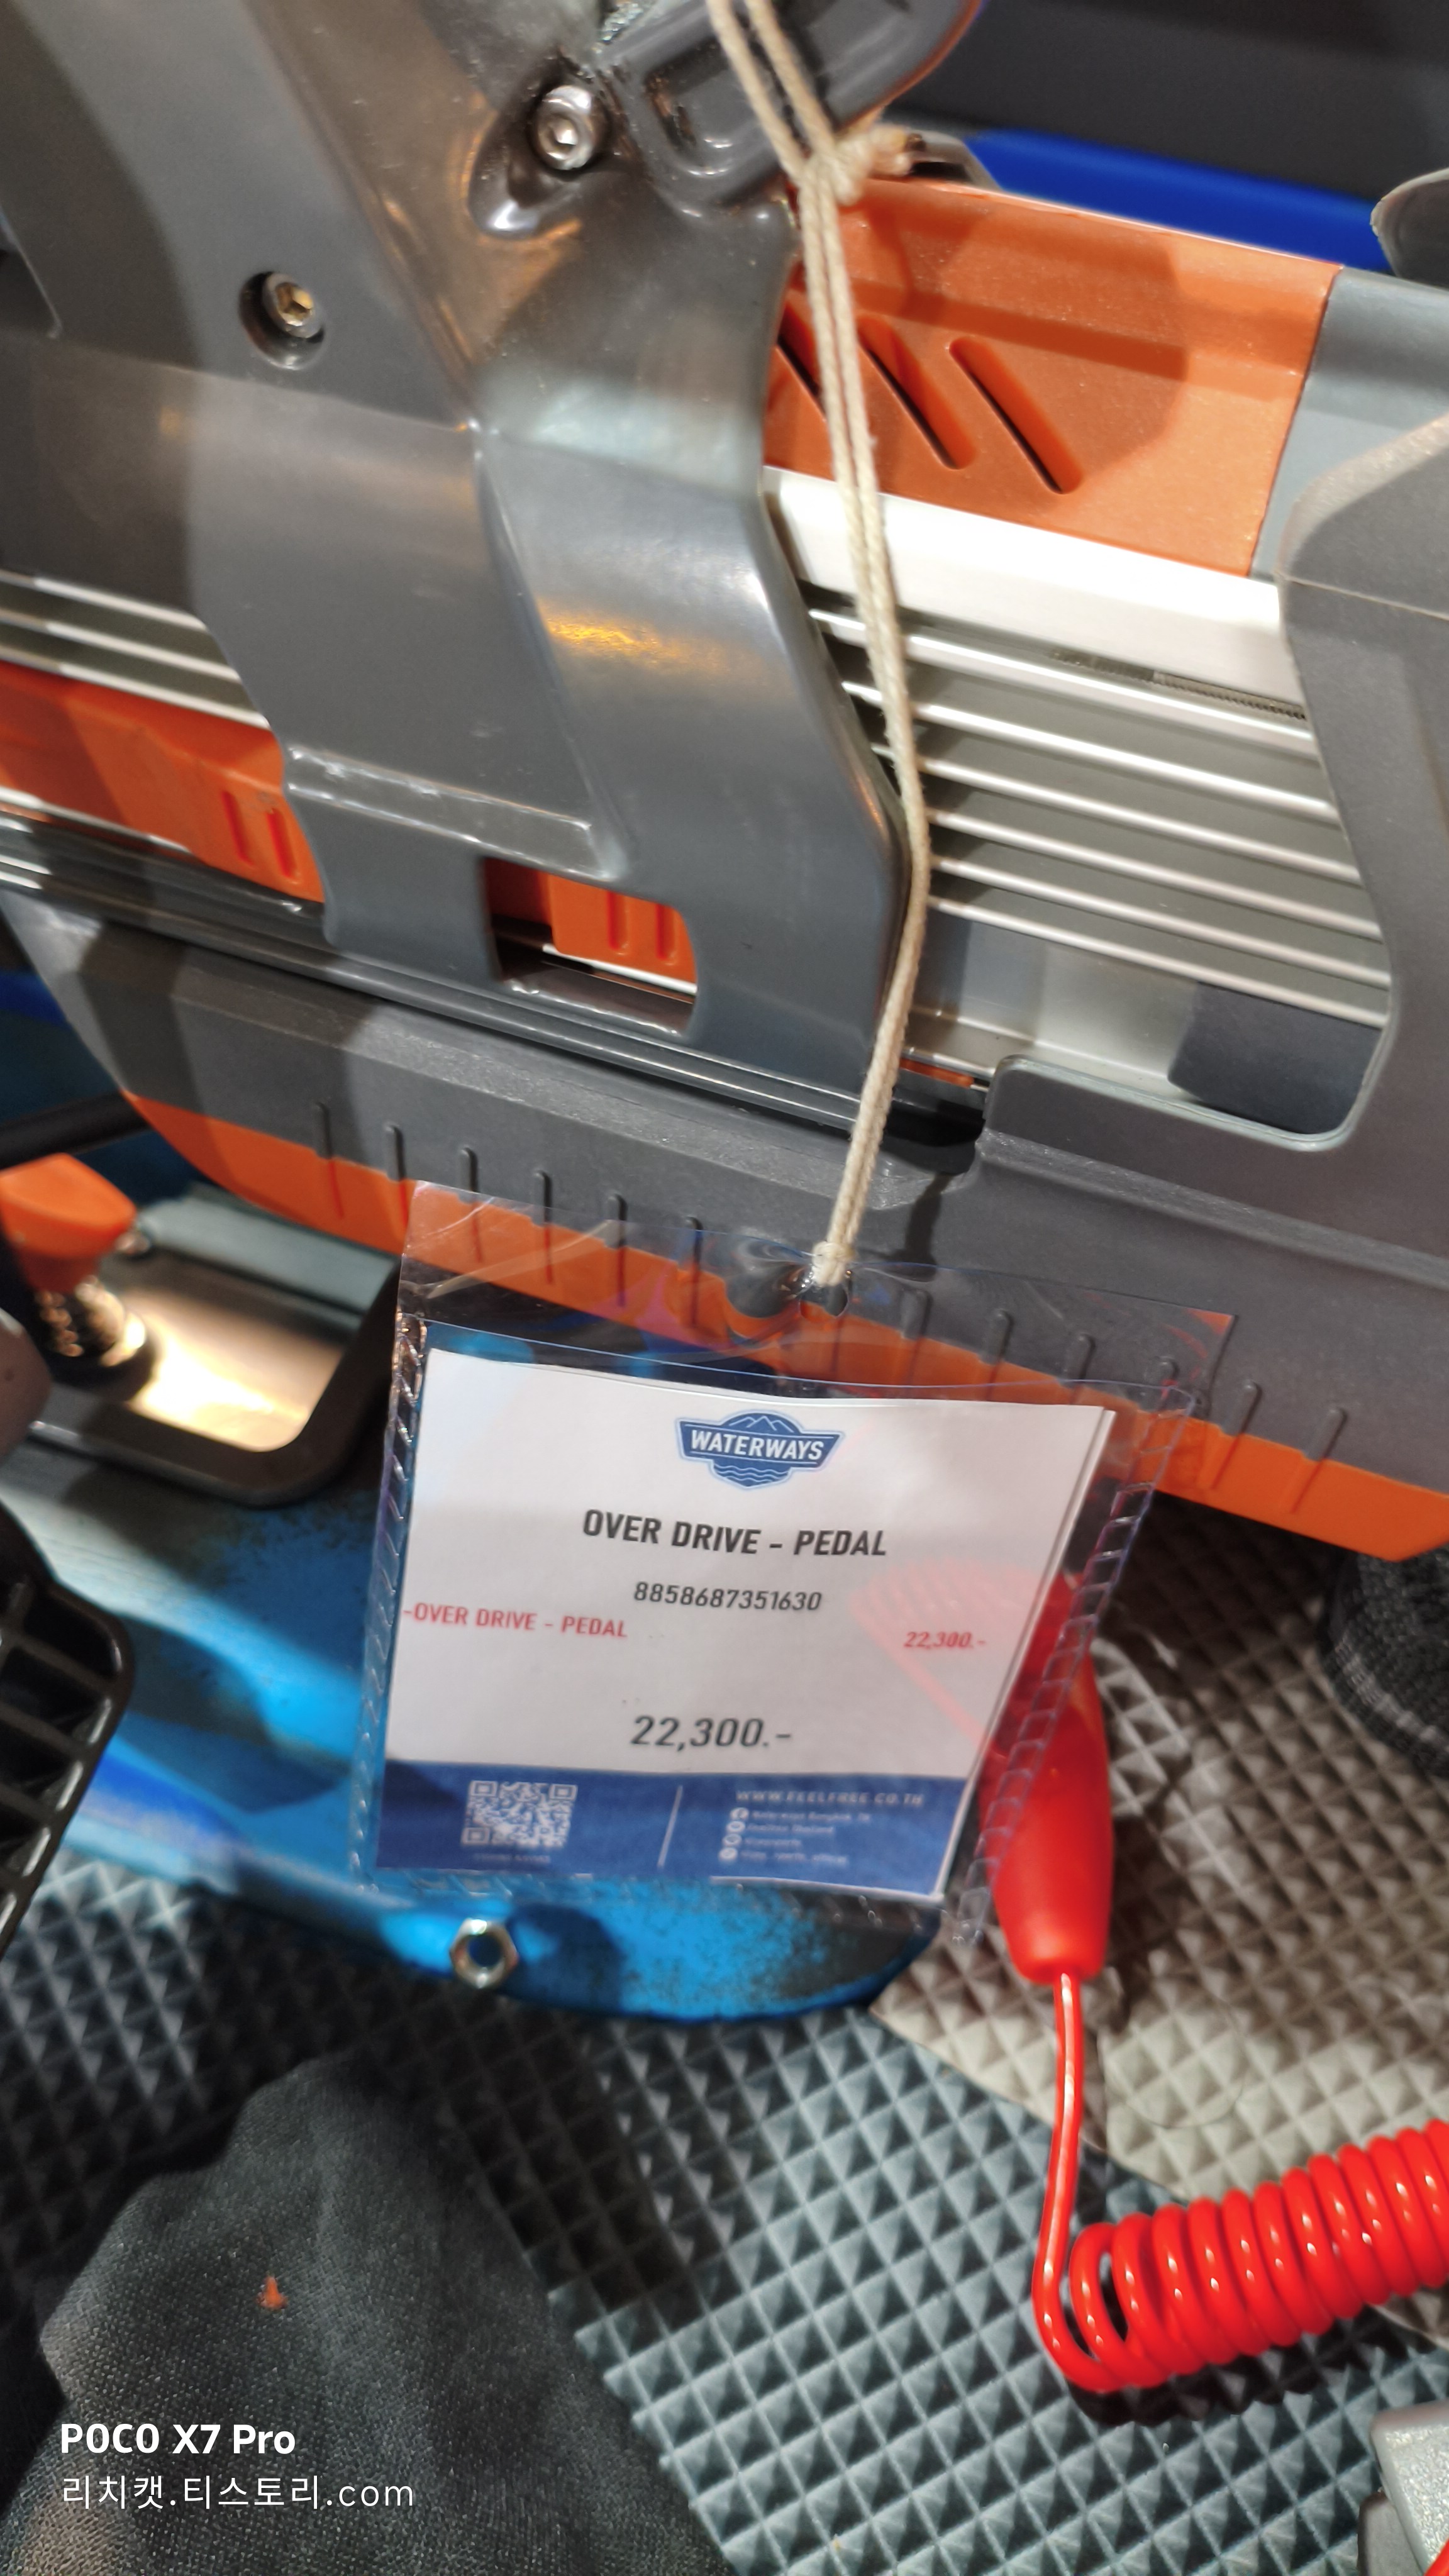 WATERWAYS
OVER DRIVE - PEDAL
8858687351630
-OVER DRIVE - PEDAL 22,300.-
22,300.-
WWW.FEELFREE.CO.TH
POCO X7 Pro
리치캣.티스토리.com